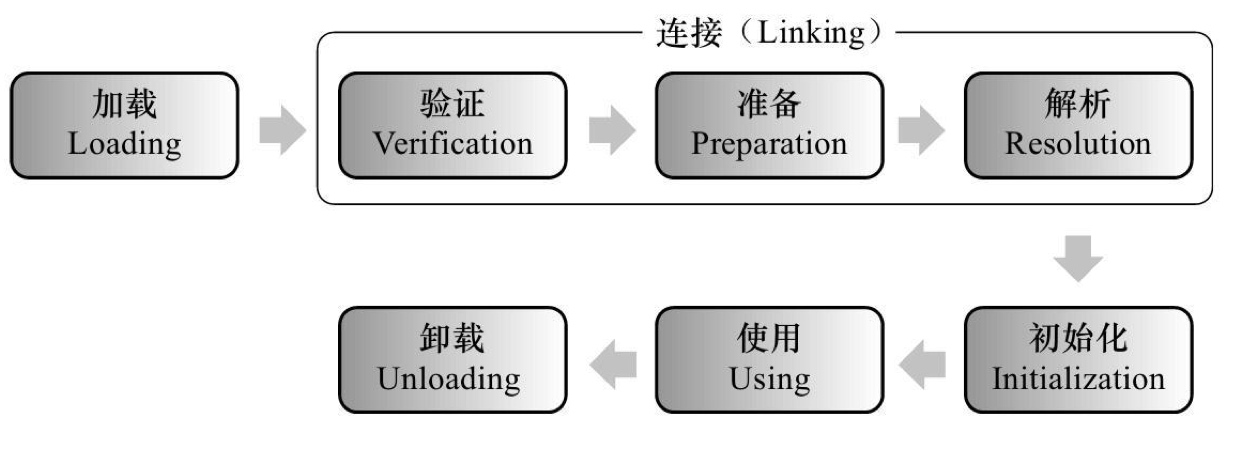 连接（Linking）
加载
Loading
验证
Verification
准备
Preparation
解析
Resolution
初始化
Initialization
使用
Using
卸载
Unloading